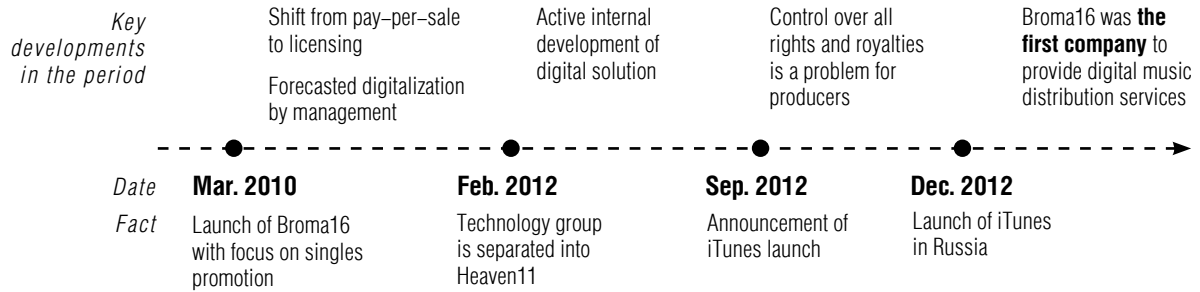 Key
developments
in the period
Shift from pay–per–sale
to licensing
Forecasted digitalization
by management
Active internal
development of
digital solution
Control over all
rights and royalties
is a problem for
producers
Broma16 was the
first company to
provide digital music
distribution services
Date
Mar. 2010
Feb. 2012
Sep. 2012
Dec. 2012
Fact
Launch of Broma16
with focus on singles
promotion
Technology group
is separated into
Heaven11
Announcement of
iTunes launch
Launch of iTunes
in Russia